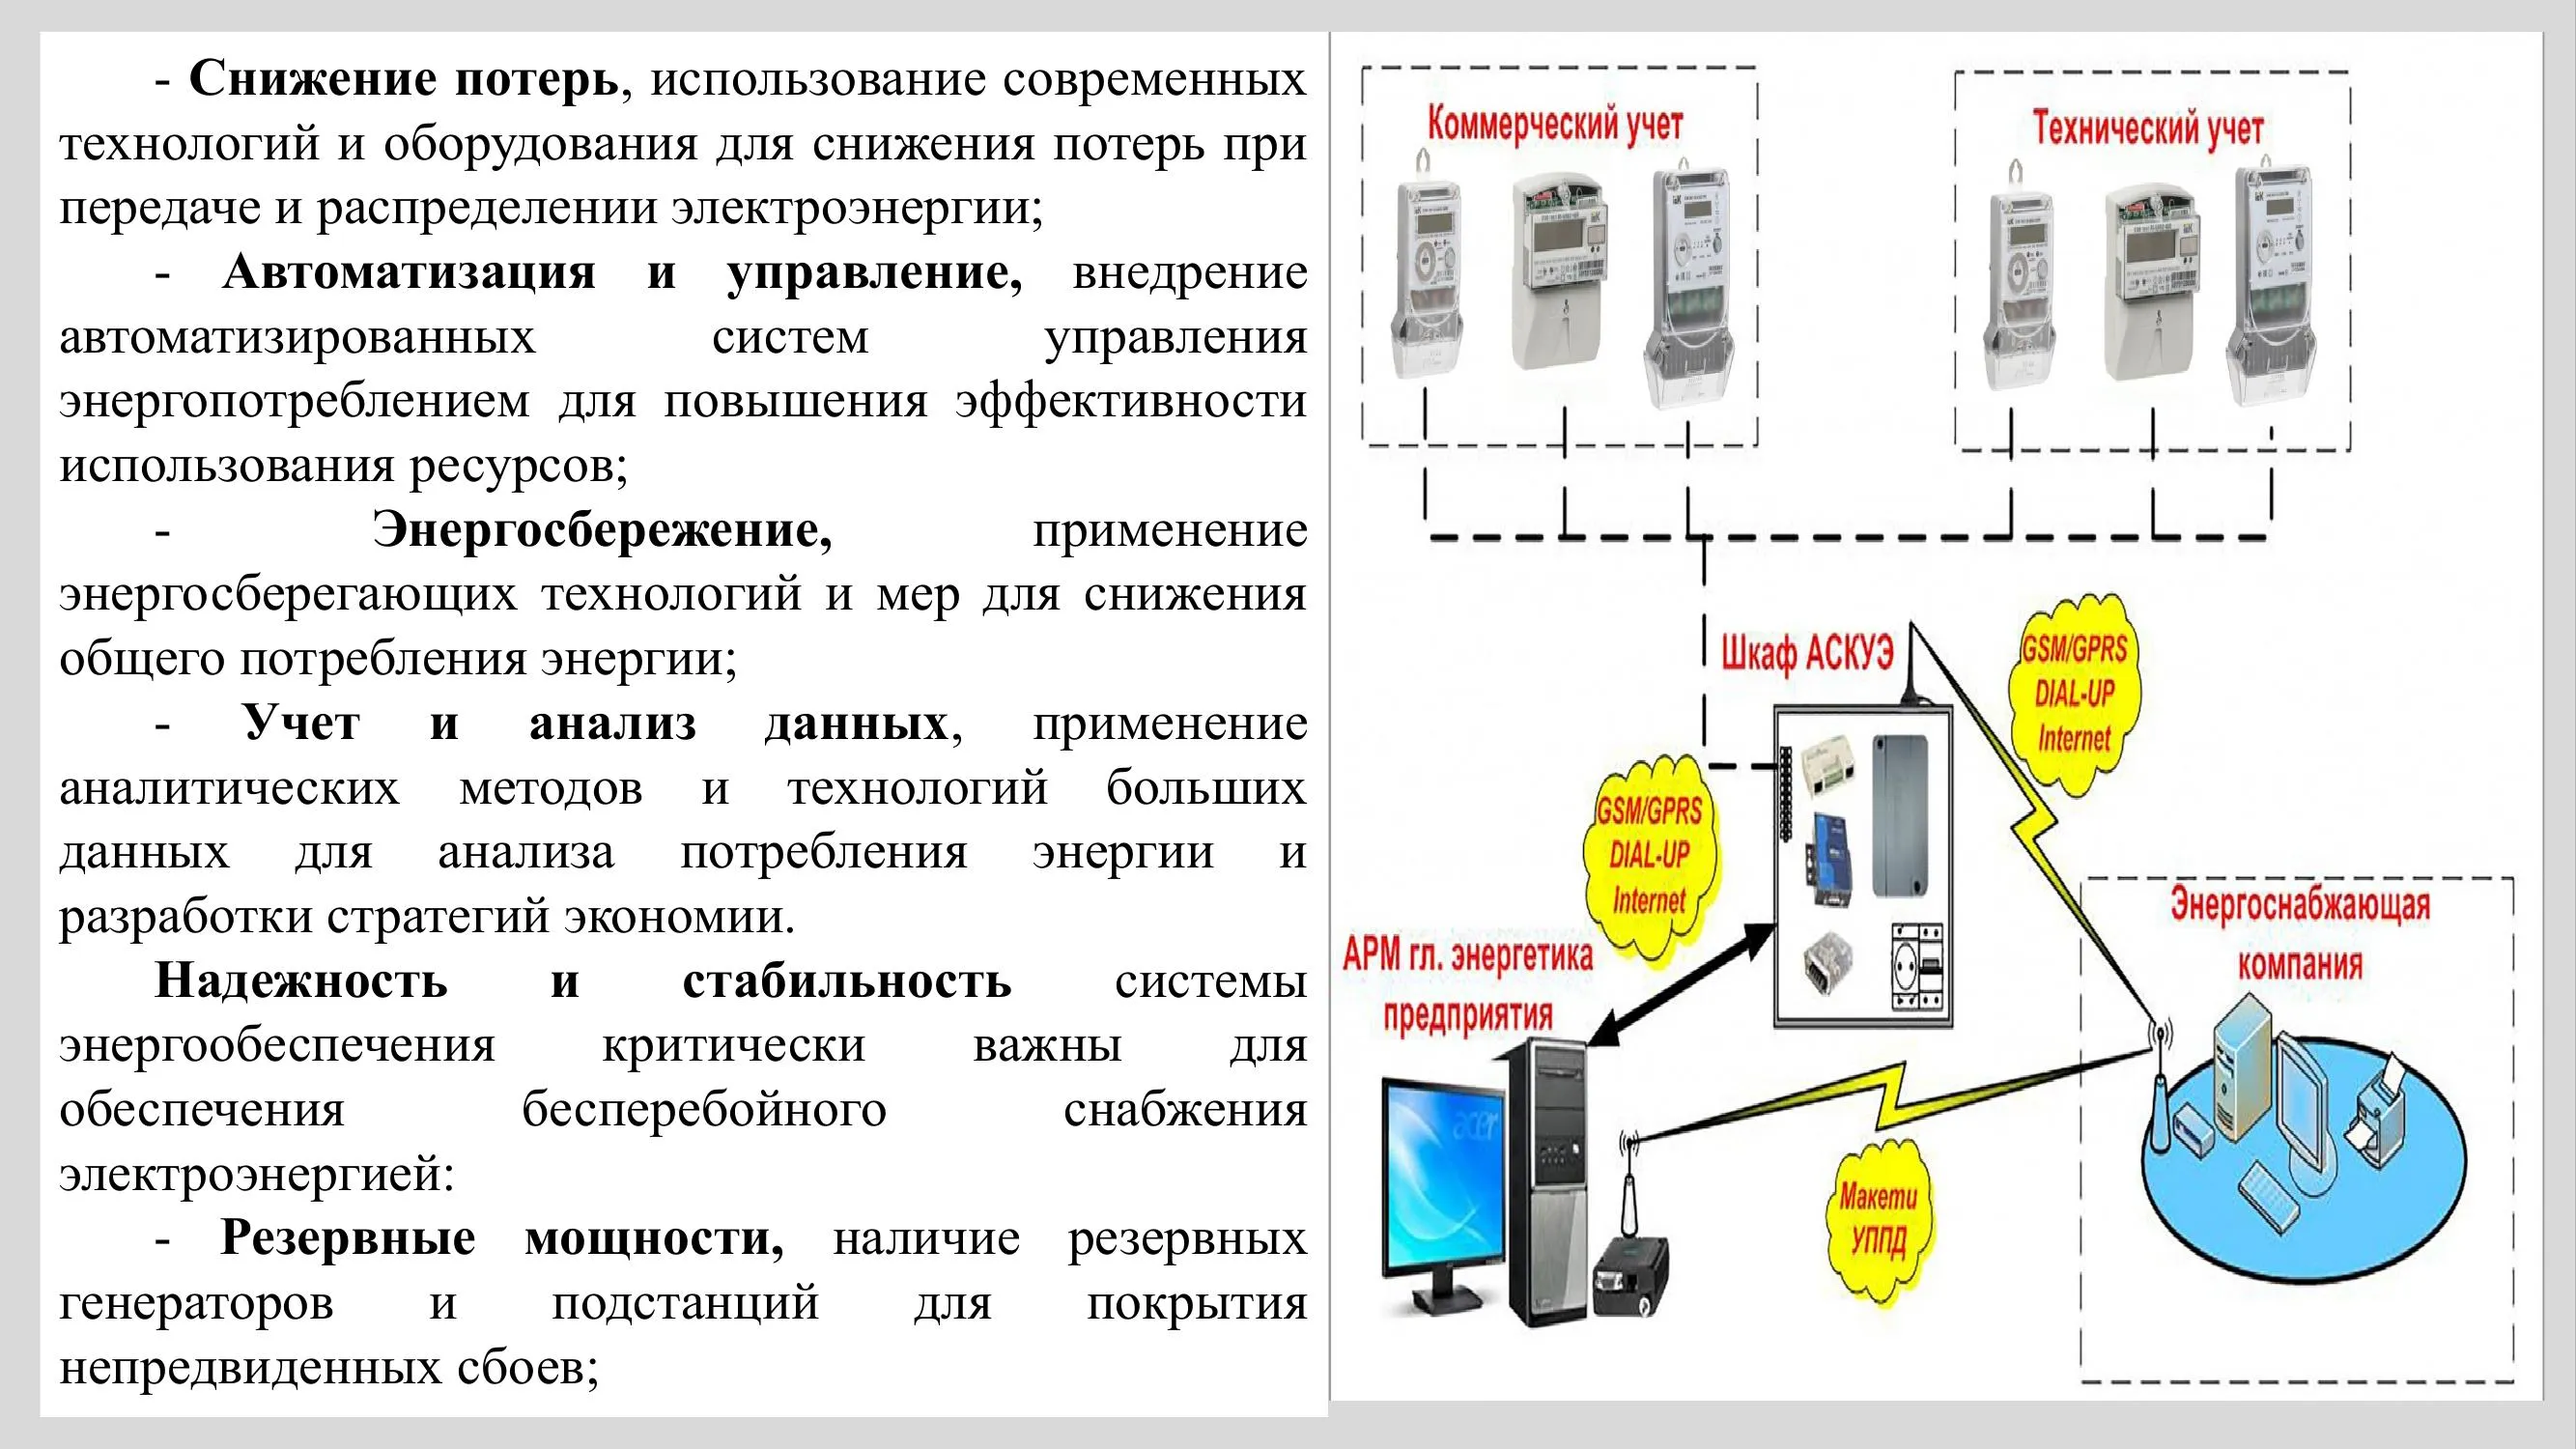 - Снижение потерь, использование современных
технологий и оборудования для снижения потерь при
передаче и распределении электроэнергии;
- Автоматизация и управление, внедрение
автоматизированных систем управления
энергопотреблением для повышения эффективности
использования ресурсов;
- Энергосбережение, применение
энергосберегающих технологий и мер для снижения
общего потребления энергии;
- Учет и анализ данных, применение
аналитических методов и технологий больших
данных для анализа потребления энергии и
разработки стратегий экономии.
Надежность и стабильность системы
энергообеспечения критически важны для
обеспечения бесперебойного снабжения
электроэнергией:
- Резервные мощности, наличие резервных
генераторов и подстанций для покрытия
непредвиденных сбоев;
Коммерческий учет
Технический учет
Шкаф АСКУЭ
GSM/GPRS
DIAL-UP
Internet
GSM/GPRS
DIAL-UP
Internet
АРМ гл. энергетика
предприятия
Энергоснабжающая
компания
acer
Макети
УППД